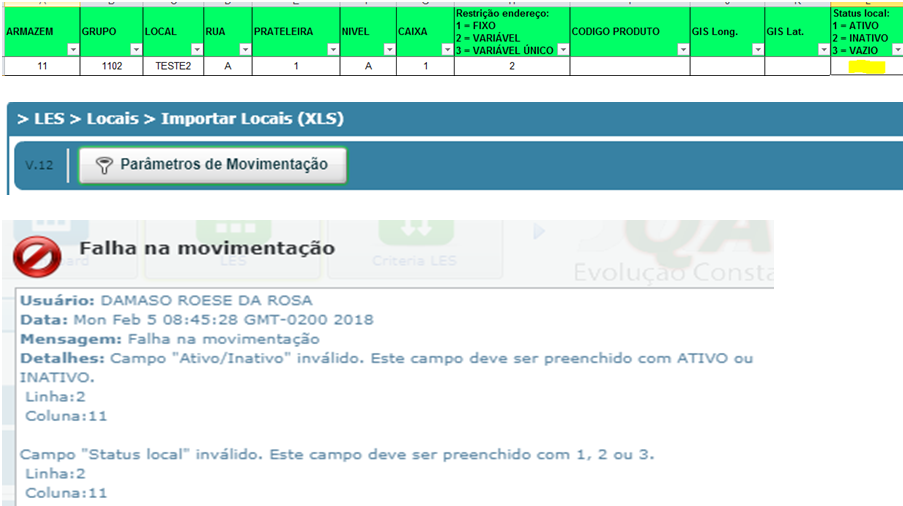 ARMAZEM GRUPO LOCAL RUA PRATELEIRA NIVEL CAIXA Restrição endereço: CODIGO PRODUTO GIS Long. GIS Lat. Status local:
1 = FIXO 1 = ATIVO
2 = VARIÁVEL 2 = INATIVO
3 = VARIÁVEL ÚNICO 3 = VAZIO
11 1102 TESTE2 A 1 A 1 2
> LES > Locais > Importar Locais (XLS)
V.12 Parâmetros de Movimentação
Falha na movimentação
LES Criteria LES
Evolução
Usuário: DAMASO ROESE DA ROSA
Data: Mon Feb 5 08:45:28 GMT-0200 2018
Mensagem: Falha na movimentação
Detalhes: Campo "Ativo/Inativo" inválido. Este campo deve ser preenchido com ATIVO ou
INATIVO.
Linha:2
Coluna:11
Campo "Status local" inválido. Este campo deve ser preenchido com 1, 2 ou 3.
Linha:2
Coluna:11